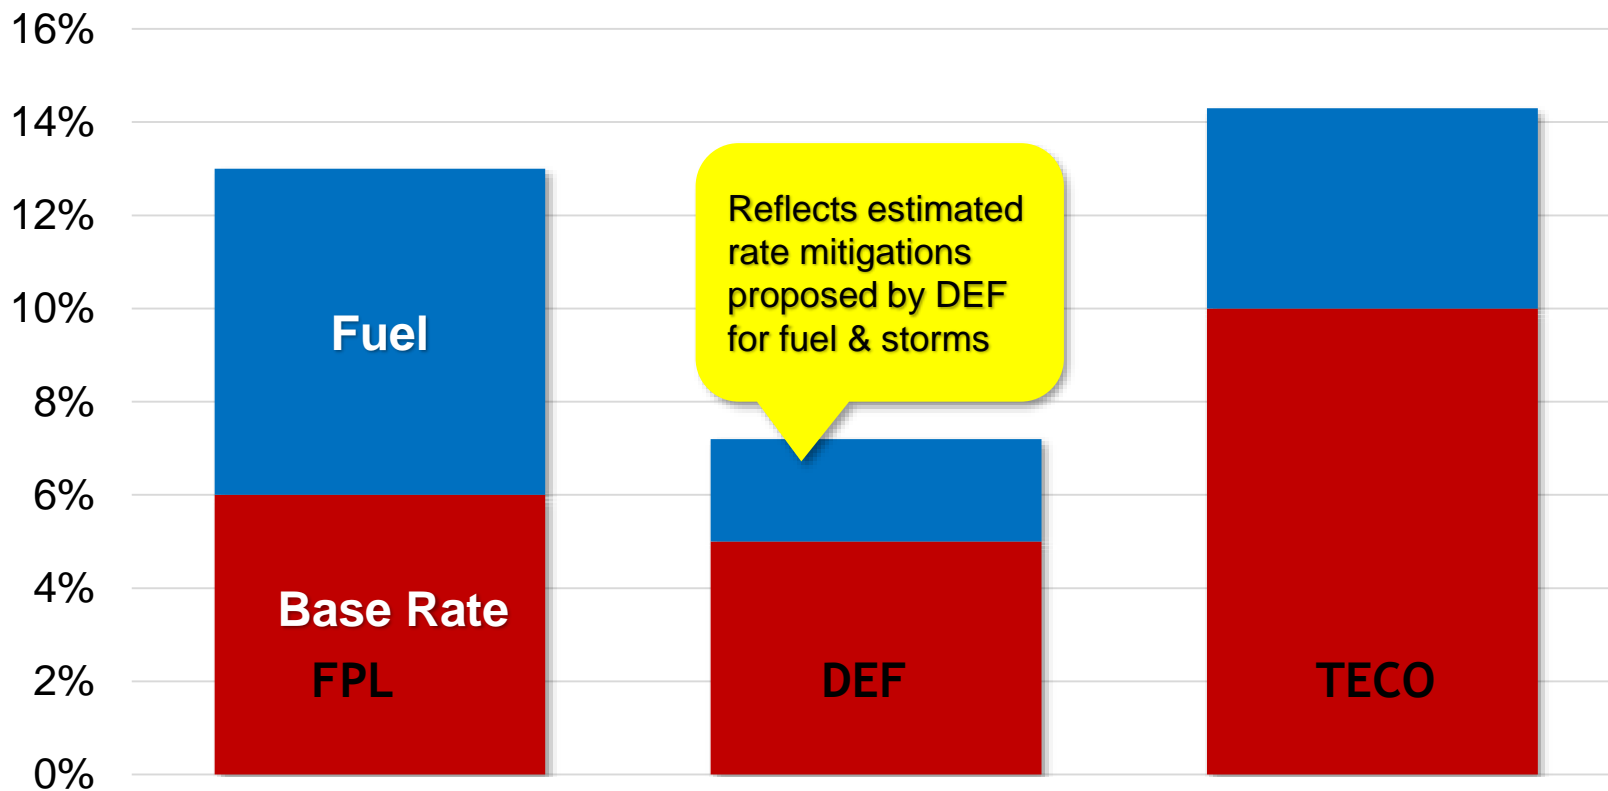 16%
14%
12%
10%
8%
6%
4%
2%
0%
Fuel
Base Rate
FPL
Reflects estimated
rate mitigations
proposed by DEF
for fuel & storms
DEF
TECO